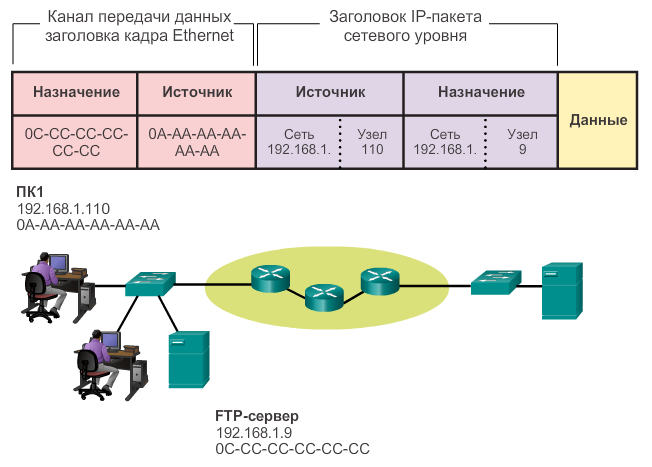 Канал передачи данных
заголовка кадра Ethernet
Заголовок IP-пакета
сетевого уровня
Назначение
Источник
Источник
Назначение
Данные
0C-CC-CC-CC-
CC-CC
0A-AA-AA-AA-
AA-AA
Сеть
192.168.1.
Узел
110
Сеть
192.168.1.
Узел
9
ПК1
192.168.1.110
0A-AA-AA-AA-AA-AA
FTP-сервер
192.168.1.9
0C-CC-CC-CC-CC-CC